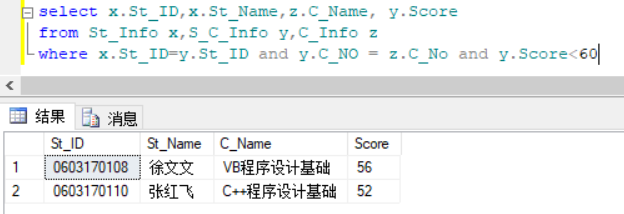 select x.St_ID,x.St_Name,z.C_Name, y.Score
from St_Info x,S_C_Info y,C_Info z
where x.St_ID=y.St_ID and y.C_NO = z.C_No and y.Score<60
结果 消息
St_ID St_Name C_Name Score
1 0603170108 徐文文 VB程序设计基础 56
2 0603170110 张红飞 C++程序设计基础 52